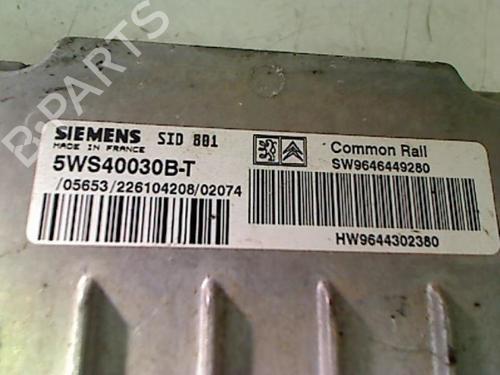 SIEMENS SID 801
MADE IN FRANCE
5WS40030B-T
/05653/226104208/02074
Common Rail
SW9646449280
HW9644302380
B-PARTS